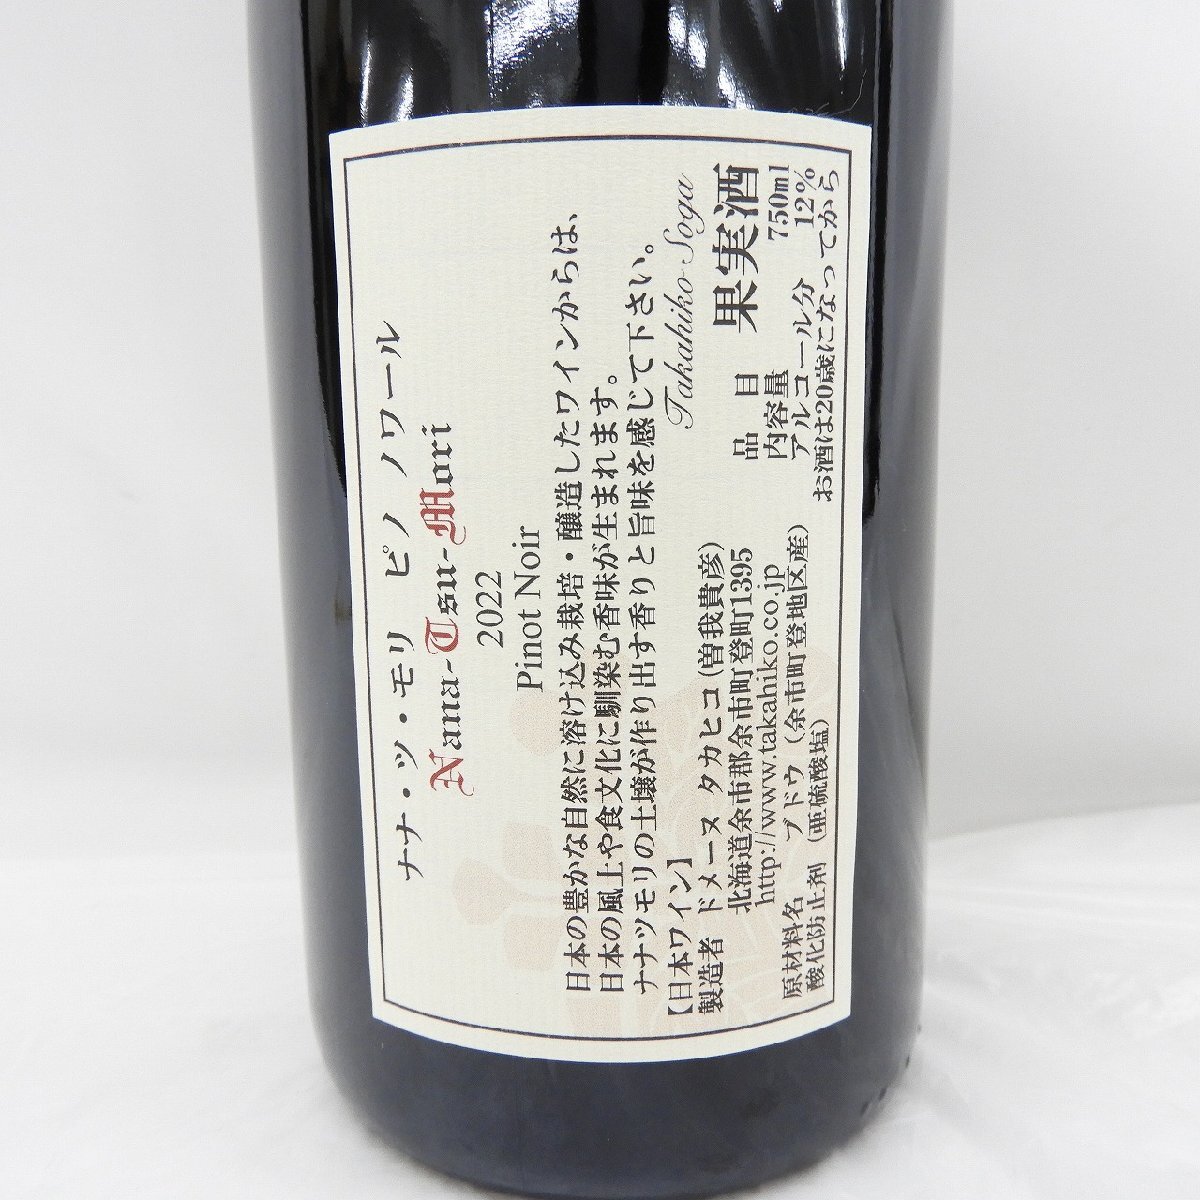 ナナ・ツ・モリ ピノ ノワール
Nana-Tsu-Mori
2022
Pinot Noir
日本の豊かな自然に溶け込み栽培・醸造したワインからは、
日本の風土や食文化に馴染む香味が生まれます。
ナナツモリの土壌が作り出す香りと旨味を感じて下さい。
Takahiko Soga
【日本ワイン】
製造者 ドメーヌ タカヒコ(曽我貴彦)
北海道余市郡余市町登町1395
http://www.takahiko.co.jp
原材料名 ブドウ（余市町登地区産）
酸化防止剤（亜硫酸塩）
品目 果実酒
内容量 750ml
アルコール分 12%
お酒は20歳になってから